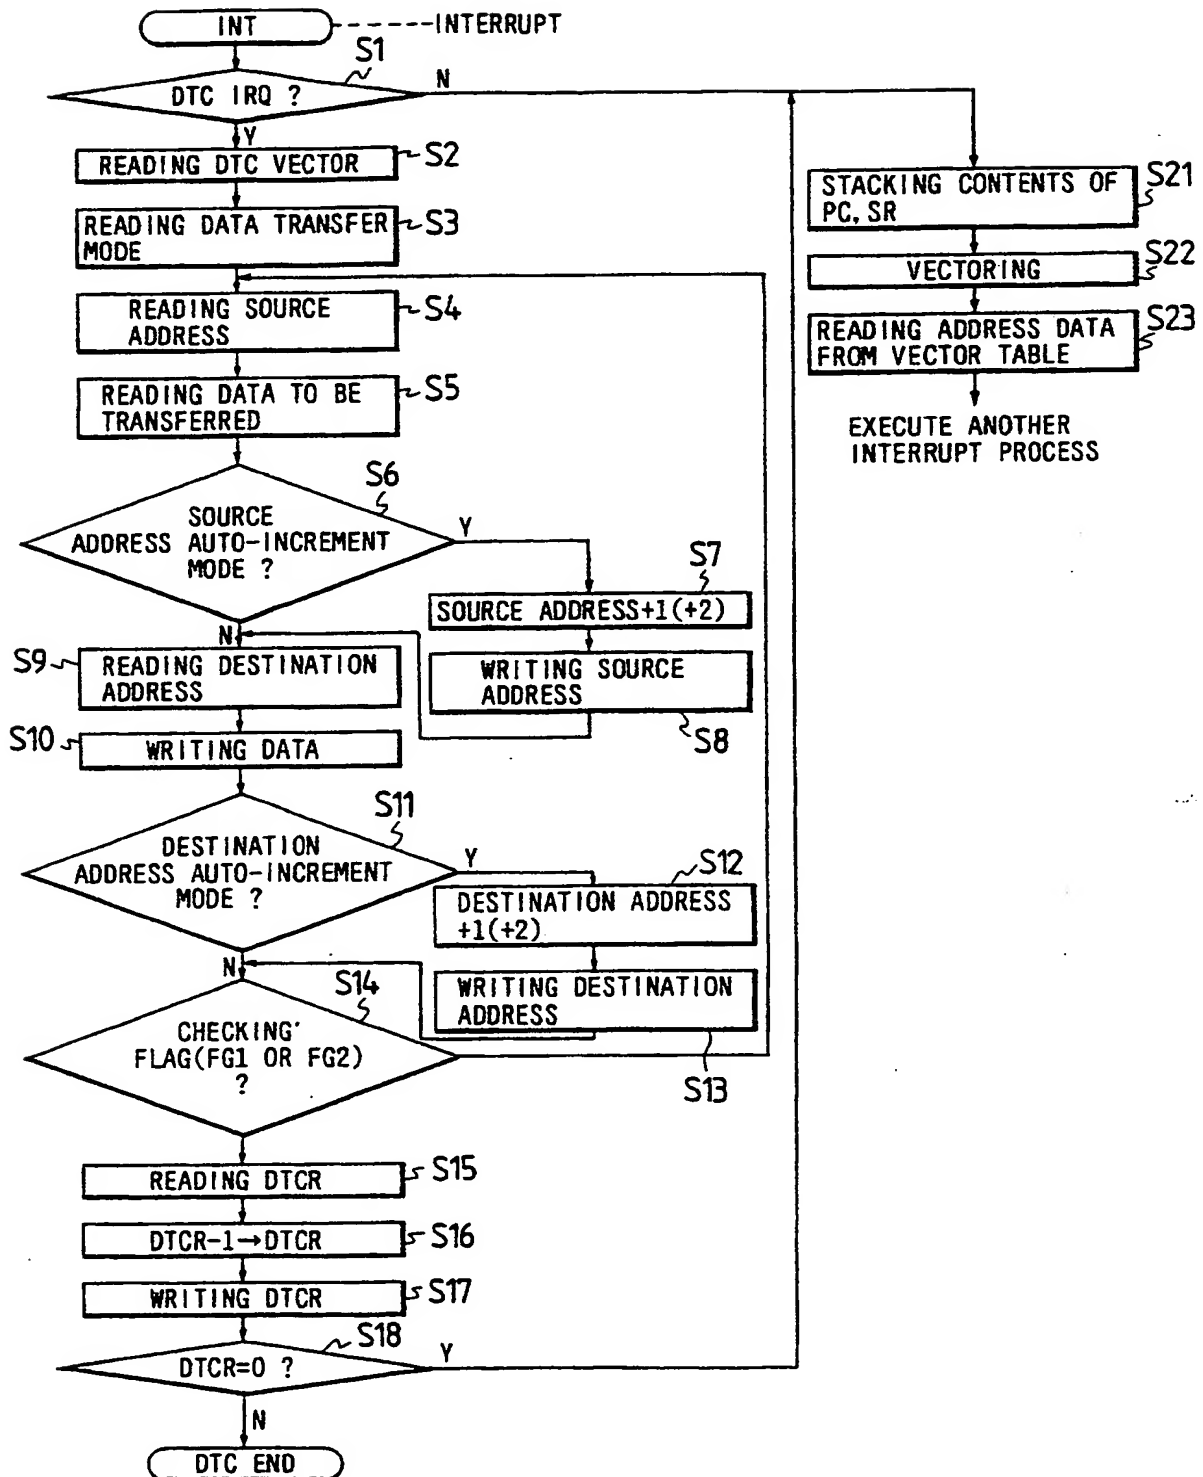 INT
INTERRUPT
S1
DTC IRQ ?
N
Y
READING DTC VECTOR
S2
READING DATA TRANSFER
MODE
S3
READING SOURCE
ADDRESS
S4
READING DATA TO BE
TRANSFERRED
S5
S6
SOURCE
ADDRESS AUTO-INCREMENT
MODE ?
Y
N
S7
SOURCE ADDRESS+1(+2)
WRITING SOURCE
ADDRESS
S8
S9
READING DESTINATION
ADDRESS
S10
WRITING DATA
S11
DESTINATION
ADDRESS AUTO-INCREMENT
MODE ?
Y
N
S12
DESTINATION ADDRESS
+1(+2)
WRITING DESTINATION
ADDRESS
S13
S14
CHECKING
FLAG(FG1 OR FG2)
?
READING DTCR
S15
DTCR-1→DTCR
S16
WRITING DTCR
S17
S18
DTCR=0 ?
Y
N
DTC END
STACKING CONTENTS OF
PC, SR
S21
VECTORING
S22
READING ADDRESS DATA
FROM VECTOR TABLE
S23
EXECUTE ANOTHER
INTERRUPT PROCESS